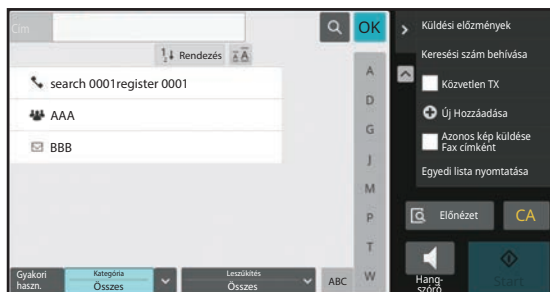 Cím
OK
Rendezés
search 0001register 0001
AAA
BBB
A
D
G
J
M
P
T
W
Gyakori
haszn.
Kategória
Összes
Leszűkítés
Összes
ABC
Küldési előzmények
Keresési szám behívása
Közvetlen TX
Új Hozzáadása
Azonos kép küldése
Fax címként
Egyedi lista nyomtatása
Előnézet
CA
Hang-
szóró
Start